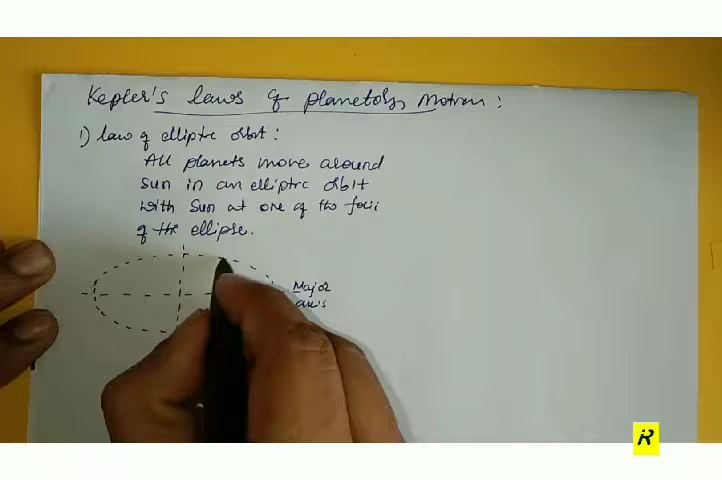 Kepler's laws of planetary Motion:
1) law of elliptic orbit:
All planets move around
sun in an elliptic orbit
with Sun at one of the focii
of the ellipse.
Major
axis
R